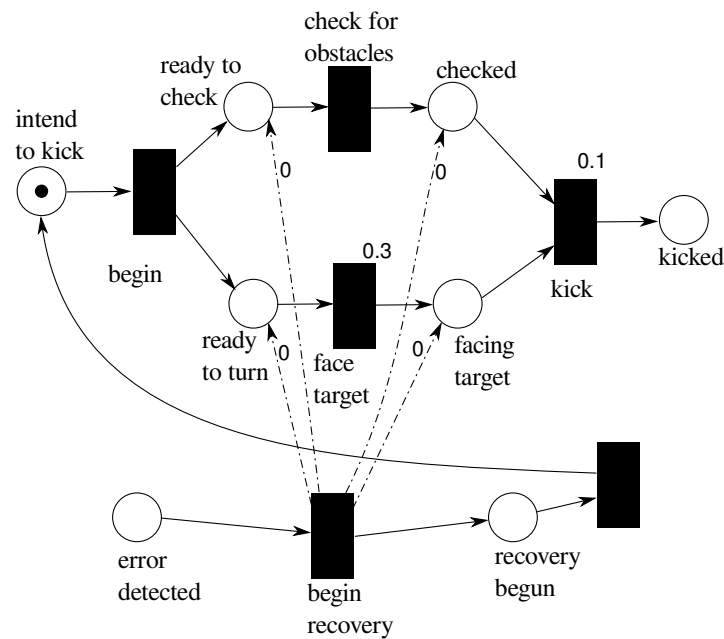 check for
obstacles
ready to
check
checked
intend
to kick
0.1
0
0
begin
0.3
kicked
kick
ready
to turn
0
face
target
0
facing
target
error
detected
begin
recovery
recovery
begun